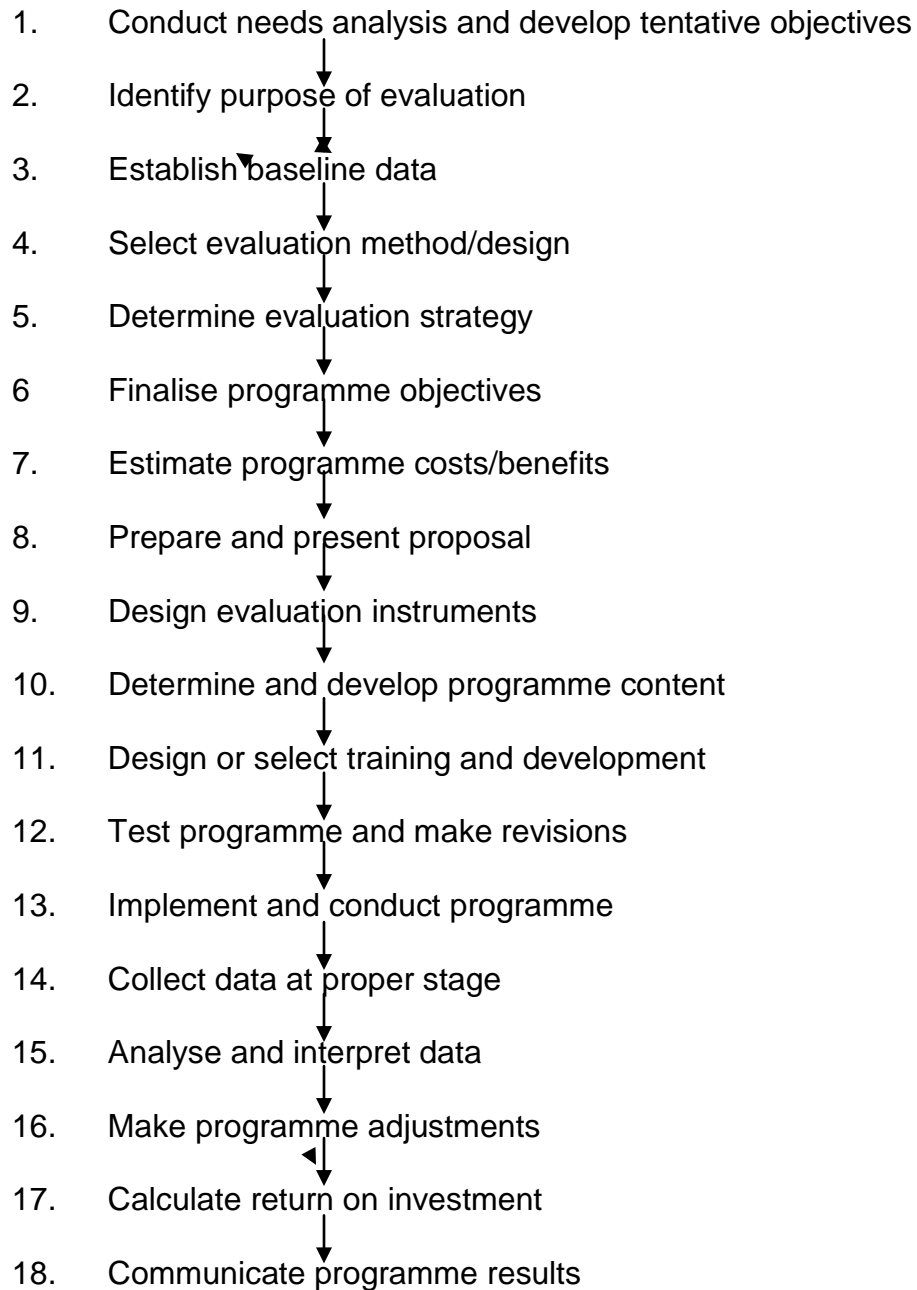 1. Conduct needs analysis and develop tentative objectives
2. Identify purpose of evaluation
3. Establish baseline data
4. Select evaluation method/design
5. Determine evaluation strategy
6 Finalise programme objectives
7. Estimate programme costs/benefits
8. Prepare and present proposal
9. Design evaluation instruments
10. Determine and develop programme content
11. Design or select training and development
12. Test programme and make revisions
13. Implement and conduct programme
14. Collect data at proper stage
15. Analyse and interpret data
16. Make programme adjustments
17. Calculate return on investment
18. Communicate programme results